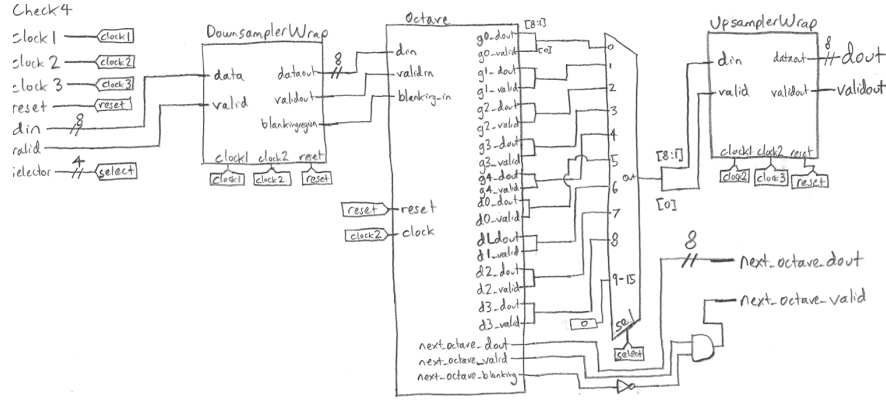 Check4
clock1
clock1
clock 2
clock2
clock 3
clock3
reset
reset
din
8
valid
selector
4
select
DownsamplerWrap
data
valid
dataout
8
validout
blankingregion
clock1 clock2 reset
clock1
clock2
reset
Octave
din
validin
blanking_in
reset
reset
clock2
clock
g0_dout
g0_valid
g1_dout
g1_valid
g2_dout
g2_valid
g3_dout
g3_valid
g4_dout
g4_valid
d0_dout
d0_valid
d1_dout
d1_valid
d2_dout
d2_valid
d3_dout
d3_valid
next_octave_dout
next_octave_valid
next_octave_blanking
[8:1]
[0]
0
1
2
3
4
5
6
7
8
9-15
out
0
sel
select
[8:1]
[0]
UpsamplerWrap
din
valid
dataout
8
dout
validout
validout
clock1 clock2 reset
clock2
clock3
reset
8
next_octave_dout
next_octave_valid